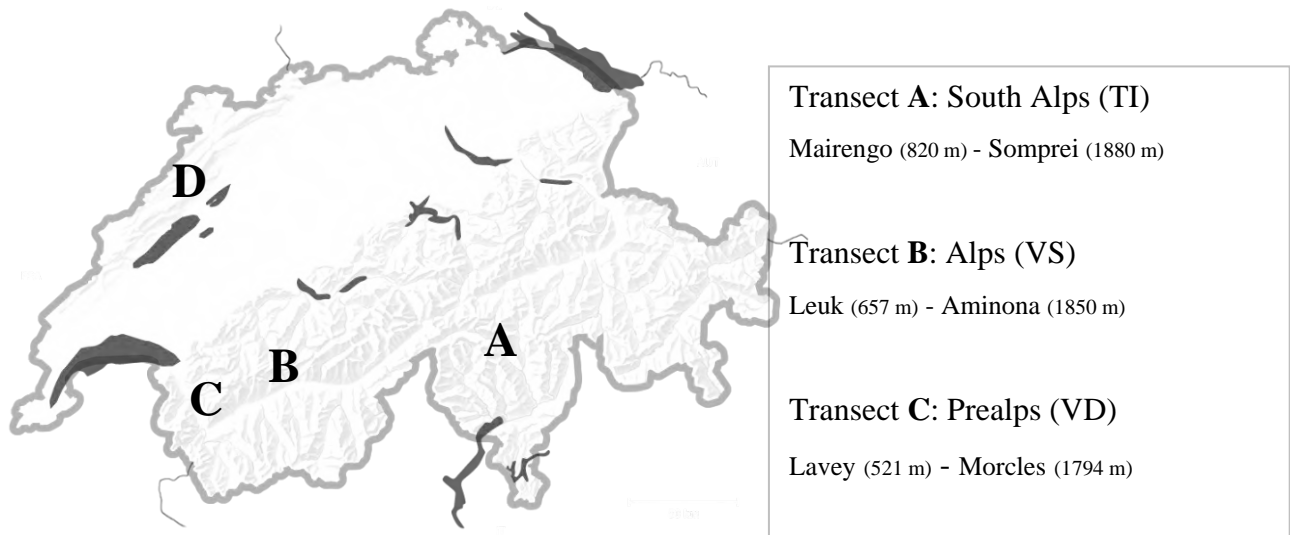 D
A
B
C
Transect A: South Alps (TI)
Mairengo (820 m) - Somprei (1880 m)
Transect B: Alps (VS)
Leuk (657 m) - Aminona (1850 m)
Transect C: Prealps (VD)
Lavey (521 m) - Morcles (1794 m)